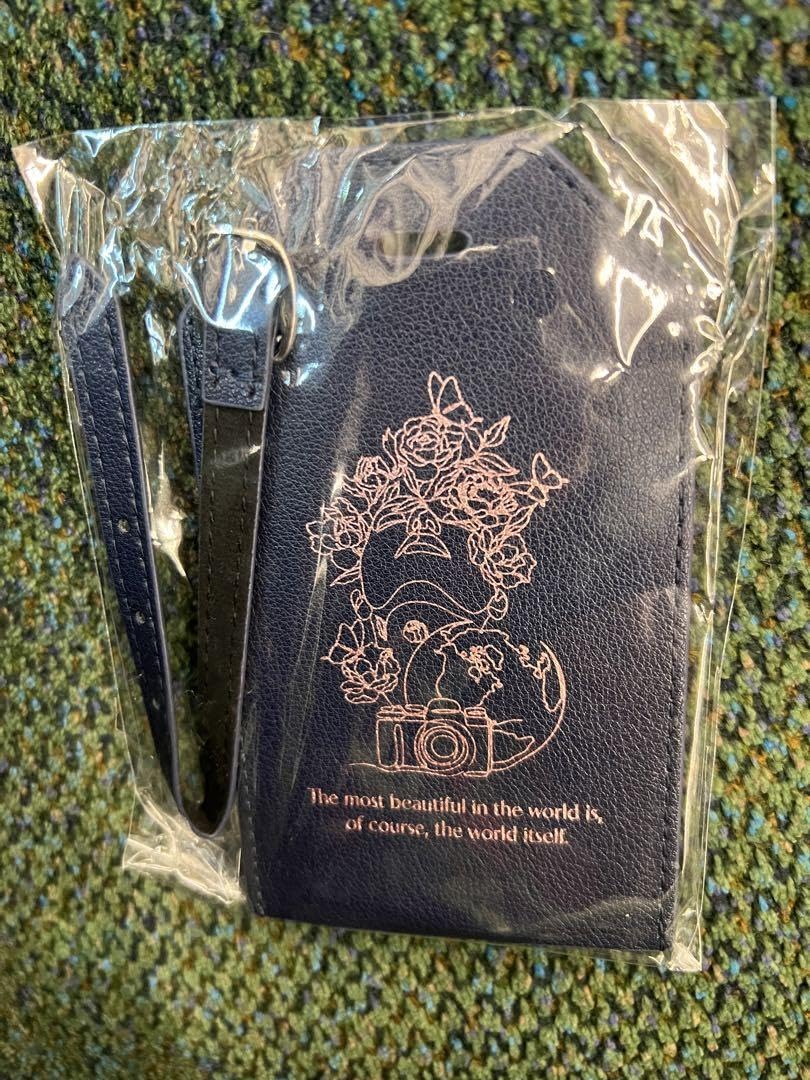 The most beautiful in the world is,
of course, the world itself.